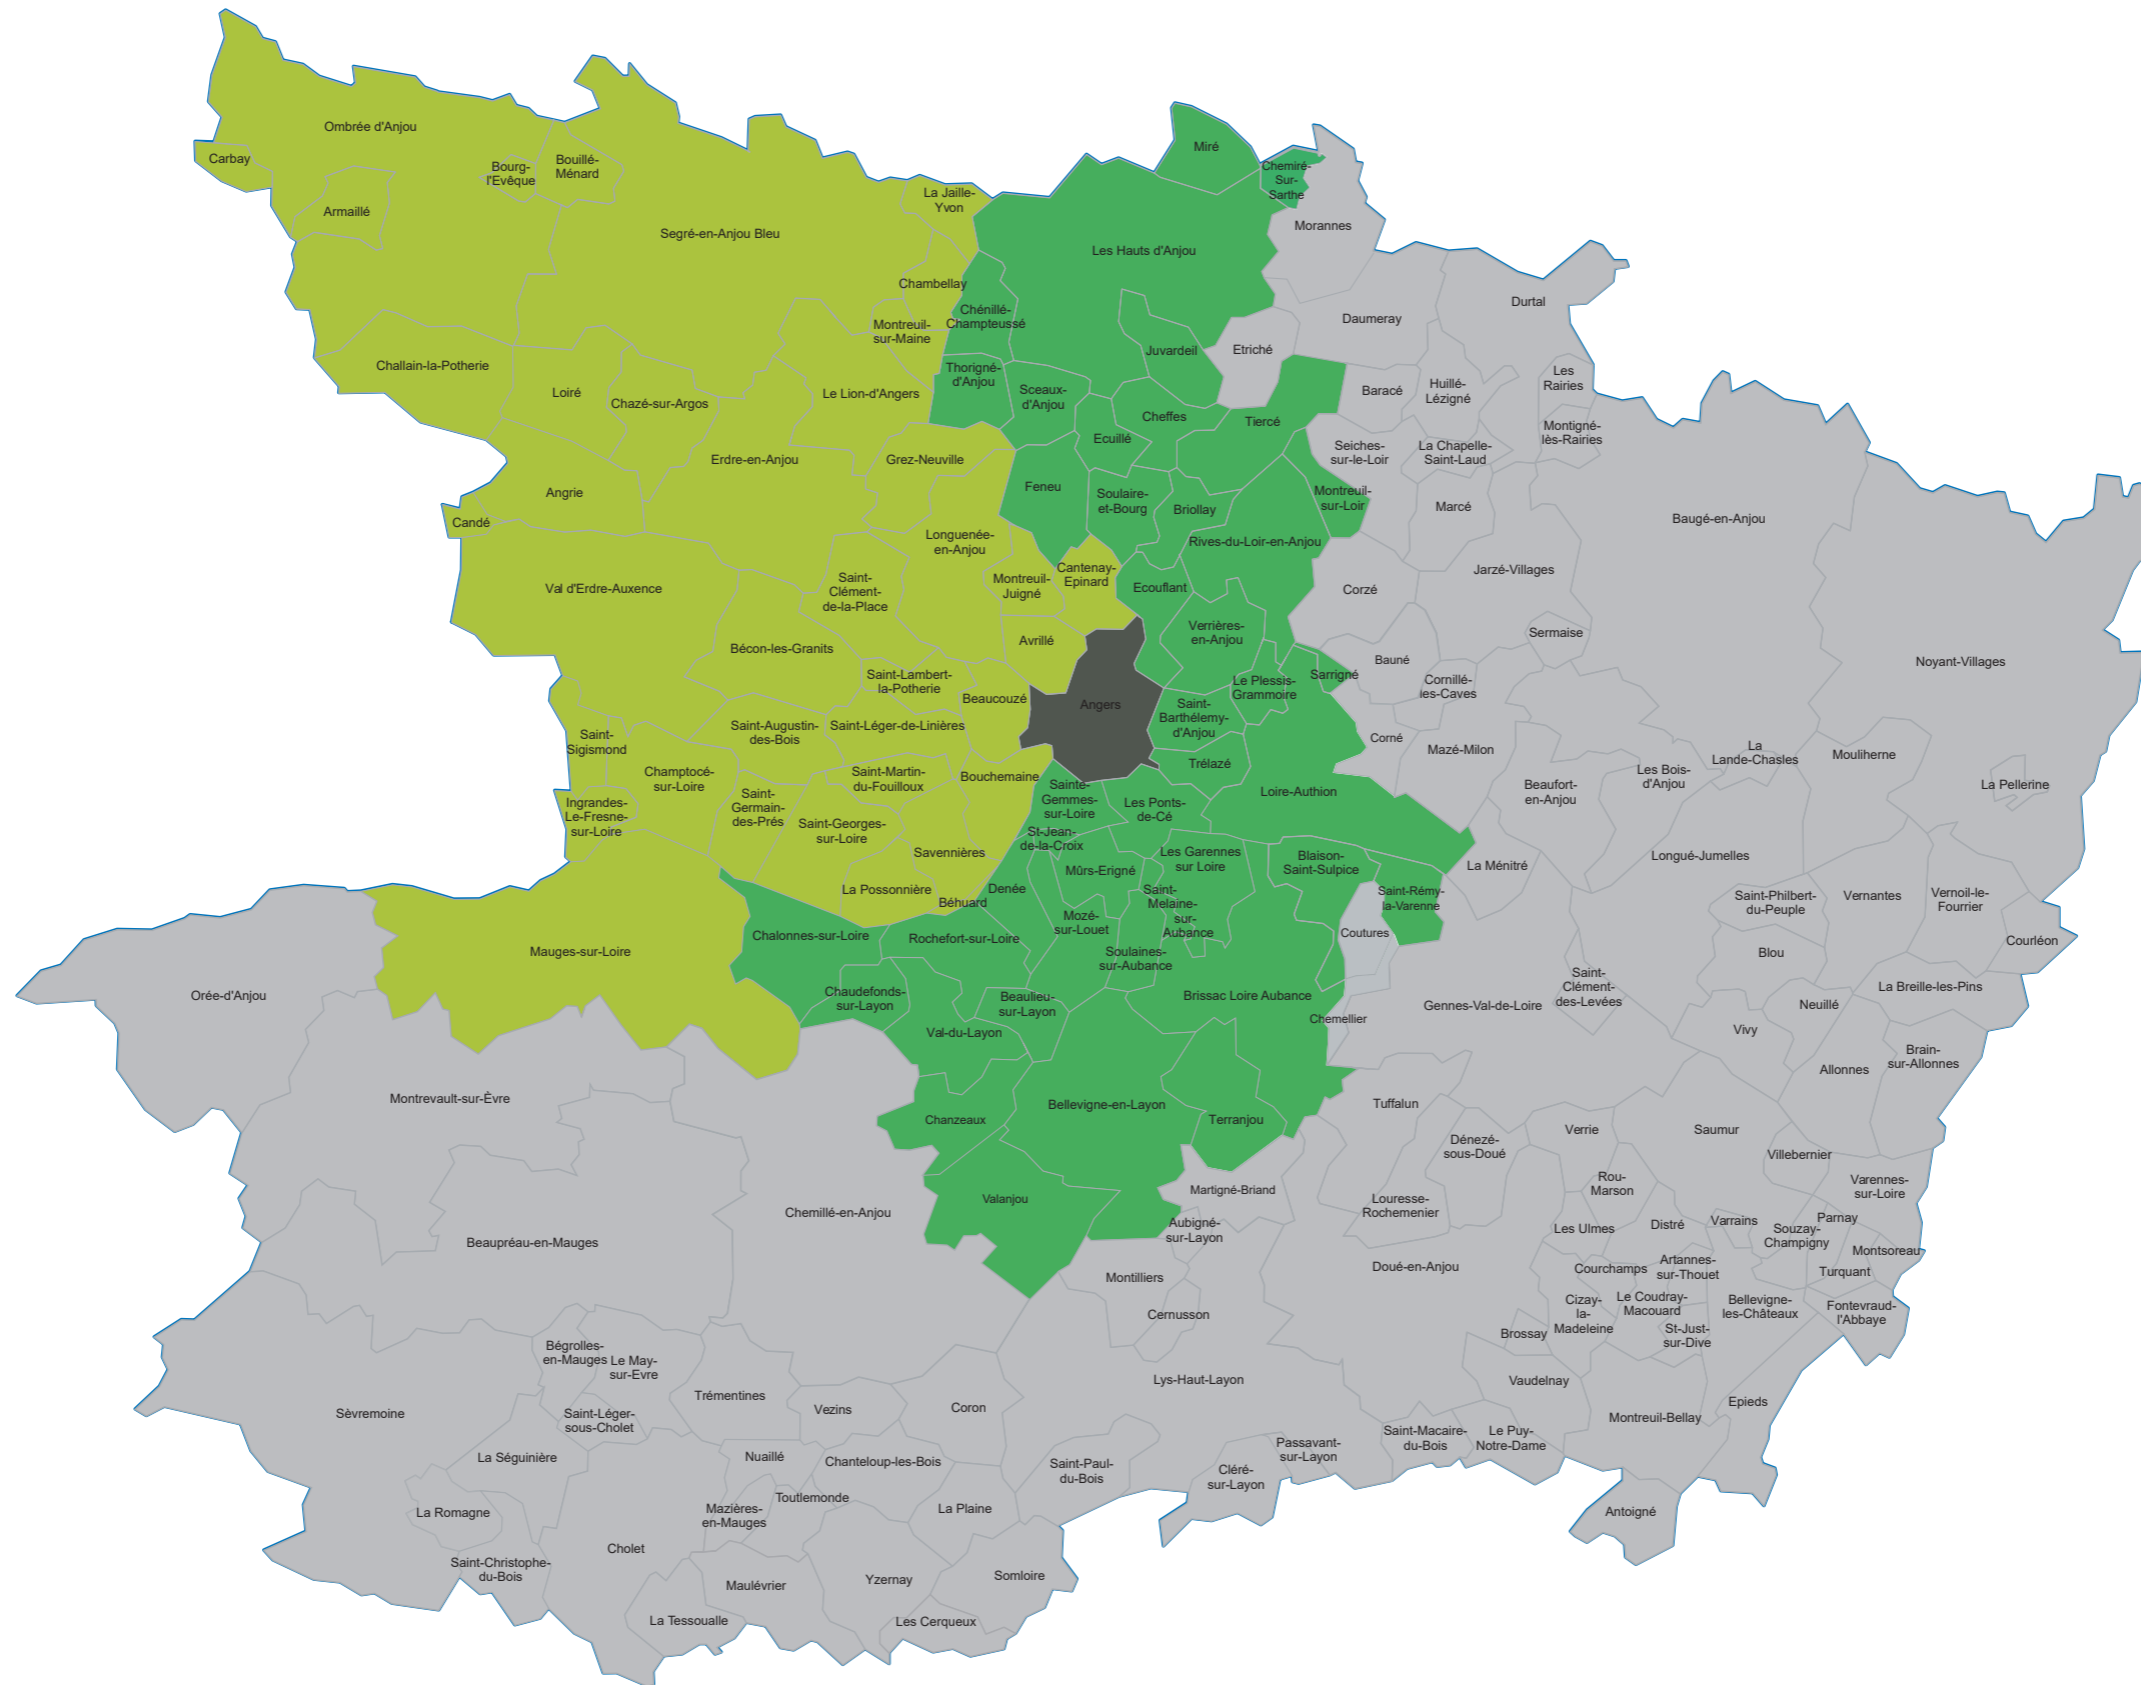 Ombrée d'Anjou
Carbay
Bourg-
l'Evêque
Bouillé-
Ménard
Armaillé
Segré-en-Anjou Bleu
La Jaille-
Yvon
Miré
Chemiré-
Sur-
Sarthe
Morannes
Les Hauts d'Anjou
Chambellay
Chénillé-
Champteussé
Montreuil-
sur-Maine
Durtal
Daumeray
Etriché
Juvardeil
Challain-la-Potherie
Loiré
Chazé-sur-Argos
Le Lion-d'Angers
Thorigné-
d'Anjou
Sceaux-
d'Anjou
Cheffes
Tiercé
Baracé
Huillé-
Lézigné
Les
Rairies
Montigné-
lès-Rairies
Ecuillé
Seiches-
sur-le-Loir
La Chapelle-
Saint-Laud
Erdre-en-Anjou
Grez-Neuville
Angrie
Candé
Feneu
Soulaire-
et-Bourg
Briollay
Montreuil-
sur-Loir
Marcé
Baugé-en-Anjou
Longuenée-
en-Anjou
Rives-du-Loir-en-Anjou
Jarzé-Villages
Val d'Erdre-Auxence
Saint-
Clément-
de-la-Place
Montreuil-
Juigné
Cantenay-
Epinard
Ecouflant
Corzé
Verrières-
en-Anjou
Sermaise
Avrillé
Bécon-les-Granits
Bauné
Noyant-Villages
Saint-Lambert-
la-Potherie
Beaucouzé
Angers
Le Plessis-
Grammoire
Sarrigné
Cornillé-
les-Caves
Saint-
Barthélemy-
d'Anjou
Saint-Augustin-
des-Bois
Saint-Léger-de-Linières
Saint-
Sigismond
Corné
Mazé-Milon
La
Lande-Chasles
Mouliherne
Trélazé
Champtocé-
sur-Loire
Saint-Martin-
du-Fouilloux
Bouchemaine
Sainte-
Gemmes-
sur-Loire
Les Ponts-
de-Cé
Loire-Authion
Beaufort-
en-Anjou
Les Bois-
d'Anjou
La Pellerine
Ingrandes-
Le-Fresne-
sur-Loire
Saint-
Germain-
des-Prés
Saint-Georges-
sur-Loire
St-Jean-
de-la-Croix
Savennières
Les Garennes
sur Loire
Blaison-
Saint-Sulpice
La Ménitré
Longué-Jumelles
Mûrs-Erigné
La Possonnière
Béhuard
Denée
Saint-
Melaine-
sur-
Aubance
Saint-Rémy-
la-Varenne
Saint-Philbert-
du-Peuple
Vernantes
Vernoil-le-
Fourrier
Mozé-
sur-Louet
Coutures
Chalonnes-sur-Loire
Rochefort-sur-Loire
Courléon
Mauges-sur-Loire
Soulaines-
sur-Aubance
Blou
Orée-d'Anjou
Chaudefonds-
sur-Layon
Beaulieu-
sur-Layon
Brissac Loire Aubance
Chemellier
Gennes-Val-de-Loire
Saint-
Clément-
des-Levées
La Breille-les-Pins
Neuillé
Vivy
Val-du-Layon
Allonnes
Brain-
sur-Allonnes
Montrevault-sur-Èvre
Bellevigne-en-Layon
Chanzeaux
Terranjou
Tuffalun
Dénezé-
sous-Doué
Verrie
Saumur
Villebernier
Varennes-
sur-Loire
Rou-
Marson
Martigné-Briand
Valanjou
Louresse-
Rochemenier
Chemillé-en-Anjou
Aubigné-
sur-Layon
Les Ulmes
Distré
Varrains
Souzay-
Champigny
Parnay
Montsoreau
Beaupréau-en-Mauges
Turquant
Doué-en-Anjou
Courchamps
Artannes-
sur-Thouet
Montilliers
Cernusson
Cizay-
la-
Madeleine
Le Coudray-
Macouard
Bellevigne-
les-Châteaux
Fontevraud-
l'Abbaye
Brossay
St-Just-
sur-Dive
Bégrolles-
en-Mauges
Le May-
sur-Evre
Lys-Haut-Layon
Vaudelnay
Trémentines
Vezins
Coron
Sèvremoine
Saint-Léger-
sous-Cholet
Epieds
Montreuil-Bellay
Saint-Macaire-
du-Bois
Le Puy-
Notre-Dame
La Séguinière
Nuaillé
Chanteloup-les-Bois
Saint-Paul-
du-Bois
Passavant-
sur-Layon
Cléré-
sur-Layon
Toutlemonde
Mazières-
en-Mauges
La Plaine
La Romagne
Antoigné
Cholet
Saint-Christophe-
du-Bois
Maulévrier
Yzernay
Somloire
La Tessoualle
Les Cerqueux